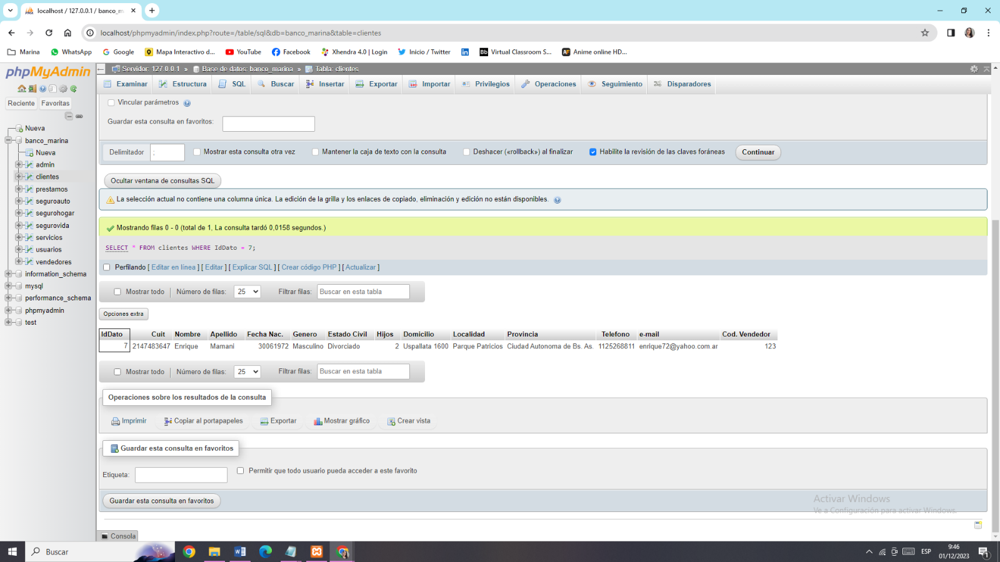 localhost / 127.0.0.1 / banco_m
localhost/phpmyadmin/index.php?route=/table/sql&db=banco_marina&table=clientes
Marina WhatsApp Google Mapa Interactivo d... YouTube Facebook Xhendra 4.0 | Login Inicio / Twitter in Bb Virtual Classroom S... AF Anime online HD...
phpMyAdmin
Reciente Favoritas
Nueva
banco_marina
Nueva
admin
clientes
prestamos
seguroauto
segurohogar
segurovida
servicios
usuarios
vendedores
information_schema
mysql
performance_schema
phpmyadmin
test
Servidor: 127.0.0.1 » Base de datos: banco_marina » Tabla: clientes
Examinar Estructura SQL Buscar Insertar Exportar Importar Privilegios Operaciones Seguimiento Disparadores
Vincular parámetros
Guardar esta consulta en favoritos:
Delimitador ; Mostrar esta consulta otra vez Mantener la caja de texto con la consulta Deshacer («rollback») al finalizar Habilite la revisión de las claves foráneas Continuar
Ocultar ventana de consultas SQL
La selección actual no contiene una columna única. La edición de la grilla y los enlaces de copiado, eliminación y edición no están disponibles.
Mostrando filas 0 - 0 (total de 1, La consulta tardó 0,0158 segundos.)
SELECT * FROM clientes WHERE IdDato = 7;
Perfilando [ Editar en línea ] [ Editar ] [ Explicar SQL ] [ Crear código PHP ] [ Actualizar ]
Mostrar todo | Número de filas: 25 Filtrar filas: Buscar en esta tabla
Opciones extra
IdDato Cuit Nombre Apellido Fecha Nac. Genero Estado Civil Hijos Domicilio Localidad Provincia Telefono e-mail Cod. Vendedor
7 2147483647 Enrique Mamani 30061972 Masculino Divorciado 2 Uspallata 1600 Parque Patricios Ciudad Autonoma de Bs. As. 1125268811 enrique72@yahoo.com.ar 123
Mostrar todo | Número de filas: 25 Filtrar filas: Buscar en esta tabla
Operaciones sobre los resultados de la consulta
Imprimir Copiar al portapapeles Exportar Mostrar gráfico Crear vista
Guardar esta consulta en favoritos
Etiqueta: Permitir que todo usuario pueda acceder a este favorito
Guardar esta consulta en favoritos
Activar Windows
Ve a Configuración para activar Windows.
Consola
Buscar
ESP
9:46
01/12/2023
1